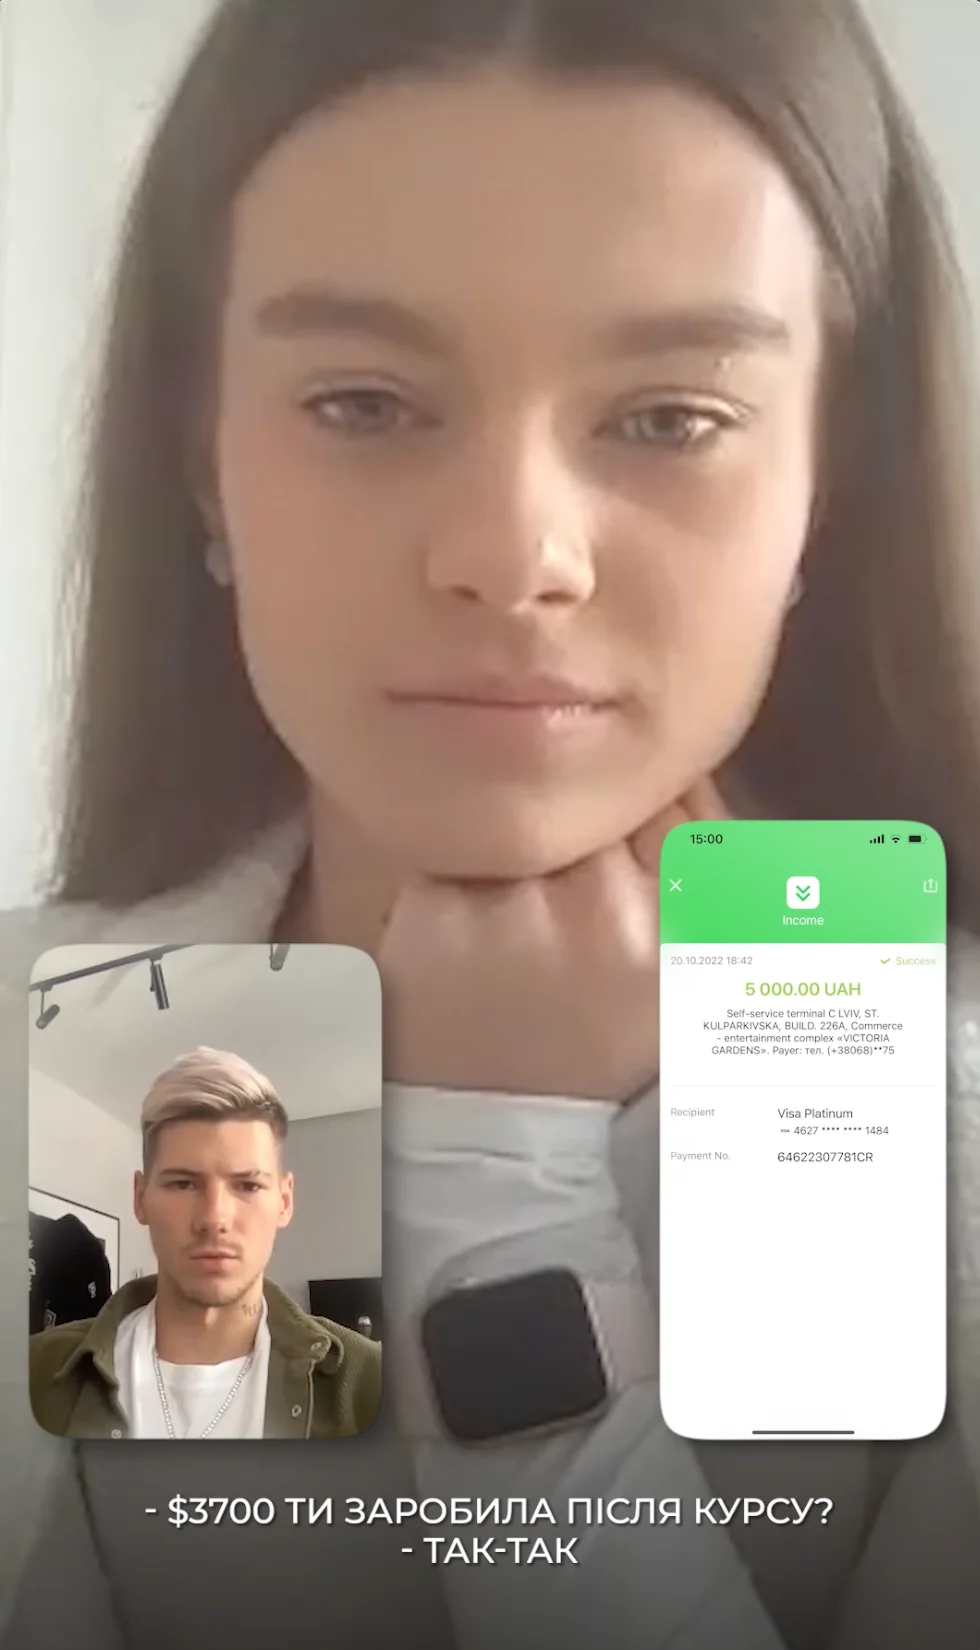 15:00
Income
20.10.2022 18:42
Success
5 000.00 UAH
Self-service terminal C LVIV, ST.
KULPARKIVSKA, BUILD. 226A, Commerce
- entertainment complex «VICTORIA
GARDENS». Payer: тел. (+38068)**75
Recipient
Visa Platinum
VISA 4627 **** **** 1484
Payment No.
64622307781CR
- $3700 ТИ ЗАРОБИЛА ПІСЛЯ КУРСУ?
- ТАК-ТАК